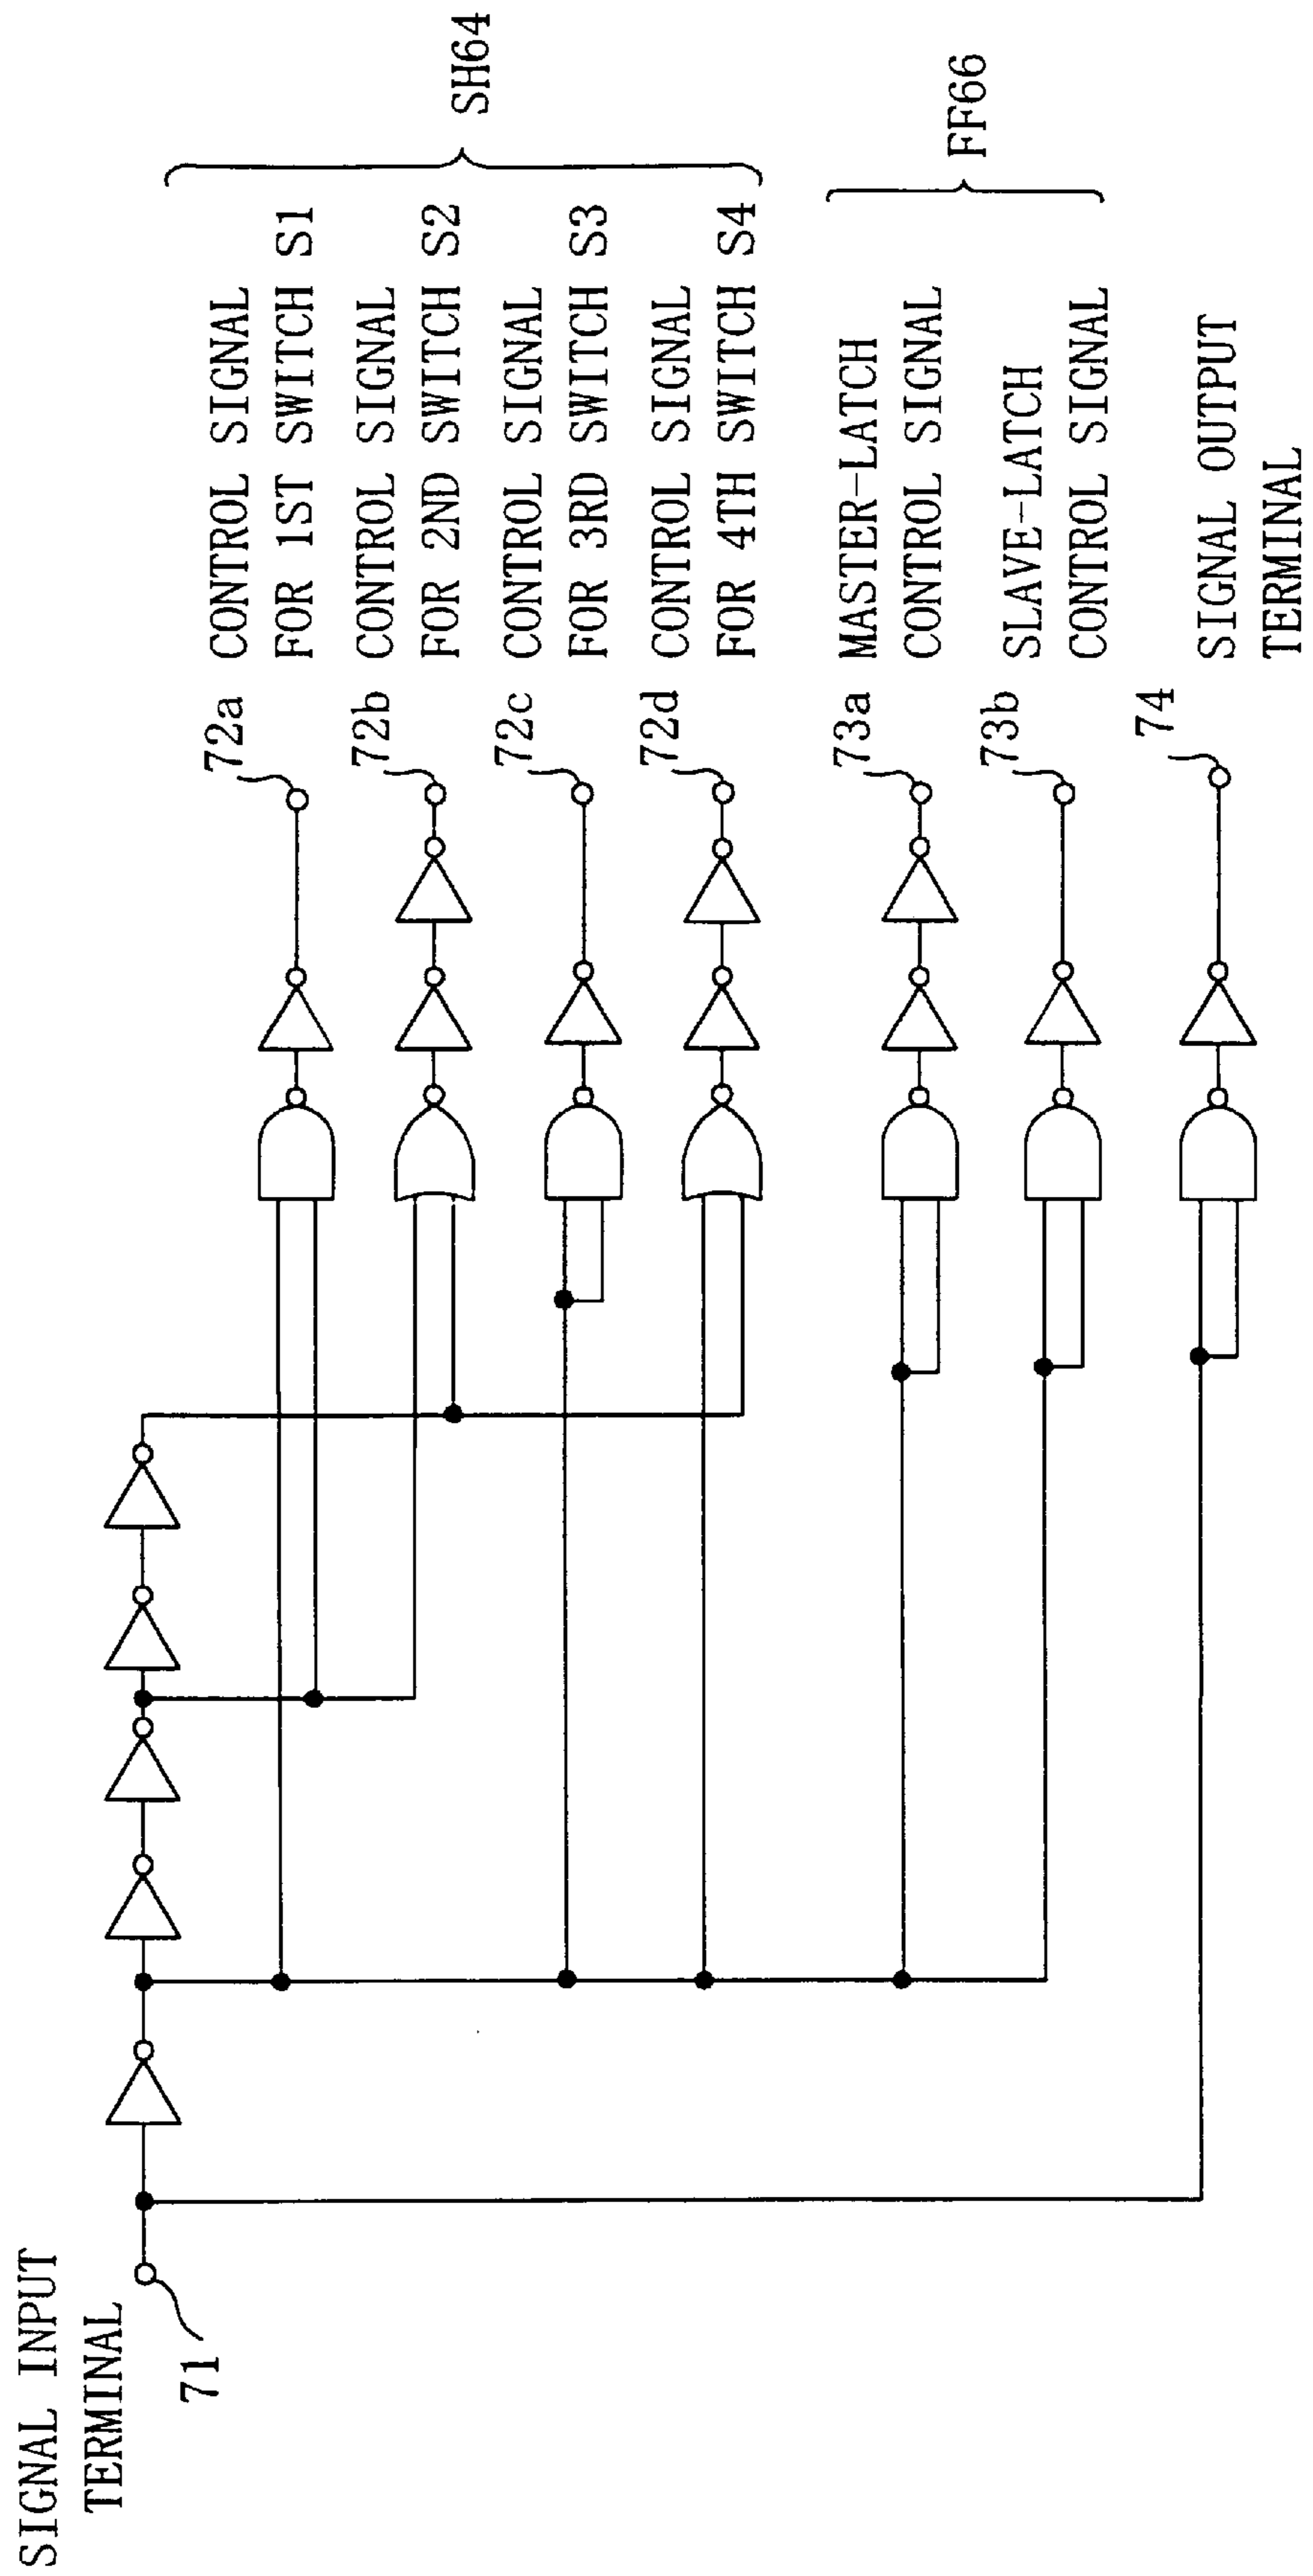 SIGNAL INPUT
TERMINAL
71
72a
CONTROL SIGNAL
FOR 1ST SWITCH S1
72b
CONTROL SIGNAL
FOR 2ND SWITCH S2
72c
CONTROL SIGNAL
FOR 3RD SWITCH S3
72d
CONTROL SIGNAL
FOR 4TH SWITCH S4
SH64
73a
MASTER-LATCH
CONTROL SIGNAL
73b
SLAVE-LATCH
CONTROL SIGNAL
FF66
74
SIGNAL OUTPUT
TERMINAL